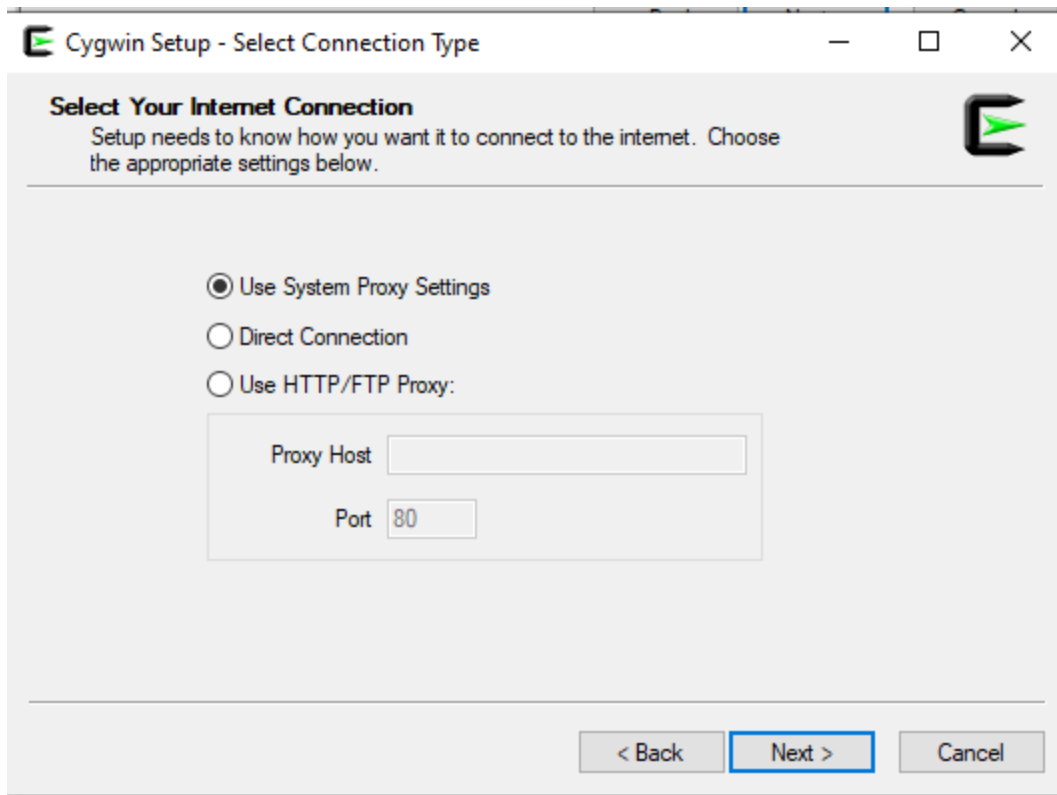 Cygwin Setup - Select Connection Type
Select Your Internet Connection
Setup needs to know how you want it to connect to the internet. Choose
the appropriate settings below.
Use System Proxy Settings
Direct Connection
Use HTTP/FTP Proxy:
Proxy Host
Port 80
< Back Next > Cancel